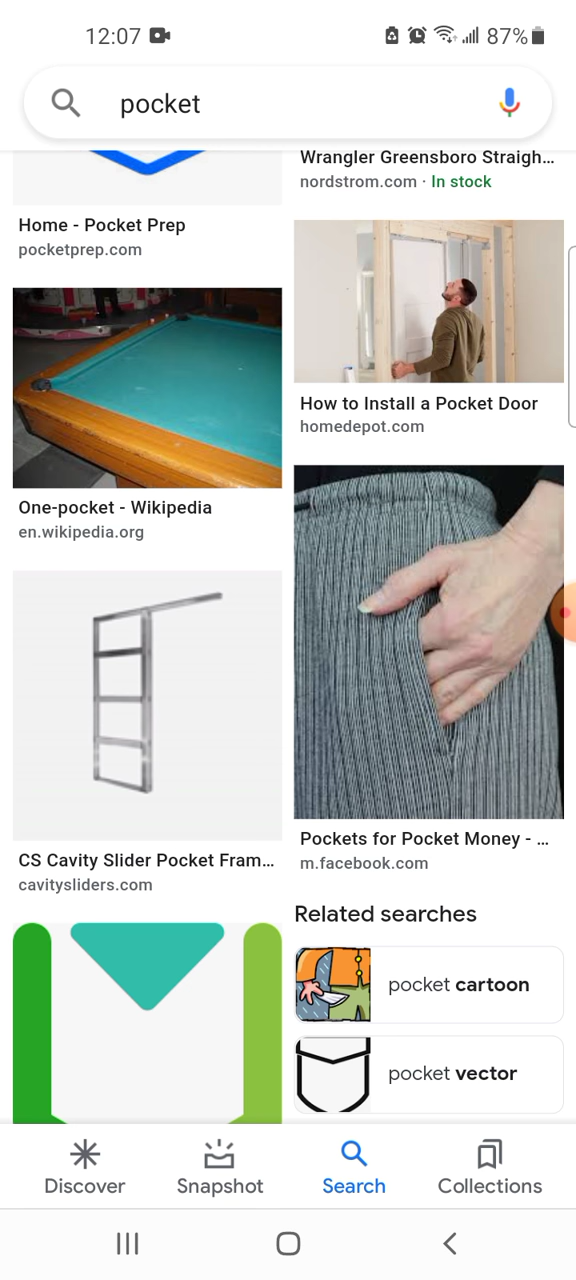 12:07
87%
pocket
Wrangler Greensboro Straigh...
nordstrom.com · In stock
Home - Pocket Prep
pocketprep.com
How to Install a Pocket Door
homedepot.com
One-pocket - Wikipedia
en.wikipedia.org
CS Cavity Slider Pocket Fram...
cavitysliders.com
Pockets for Pocket Money - ...
m.facebook.com
Related searches
pocket cartoon
pocket vector
Discover
Snapshot
Search
Collections